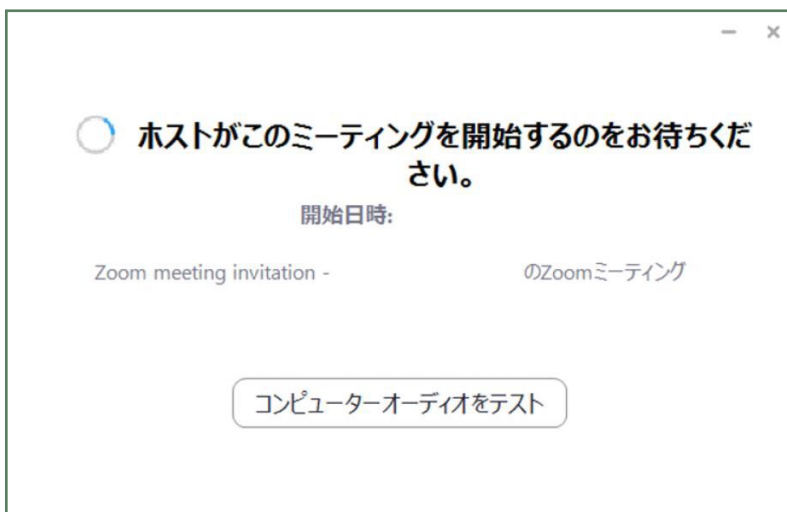 ホストがこのミーティングを開始するのをお待ちくだ
さい。
開始日時:
Zoom meeting invitation - のZoomミーティング
コンピューターオーディオをテスト